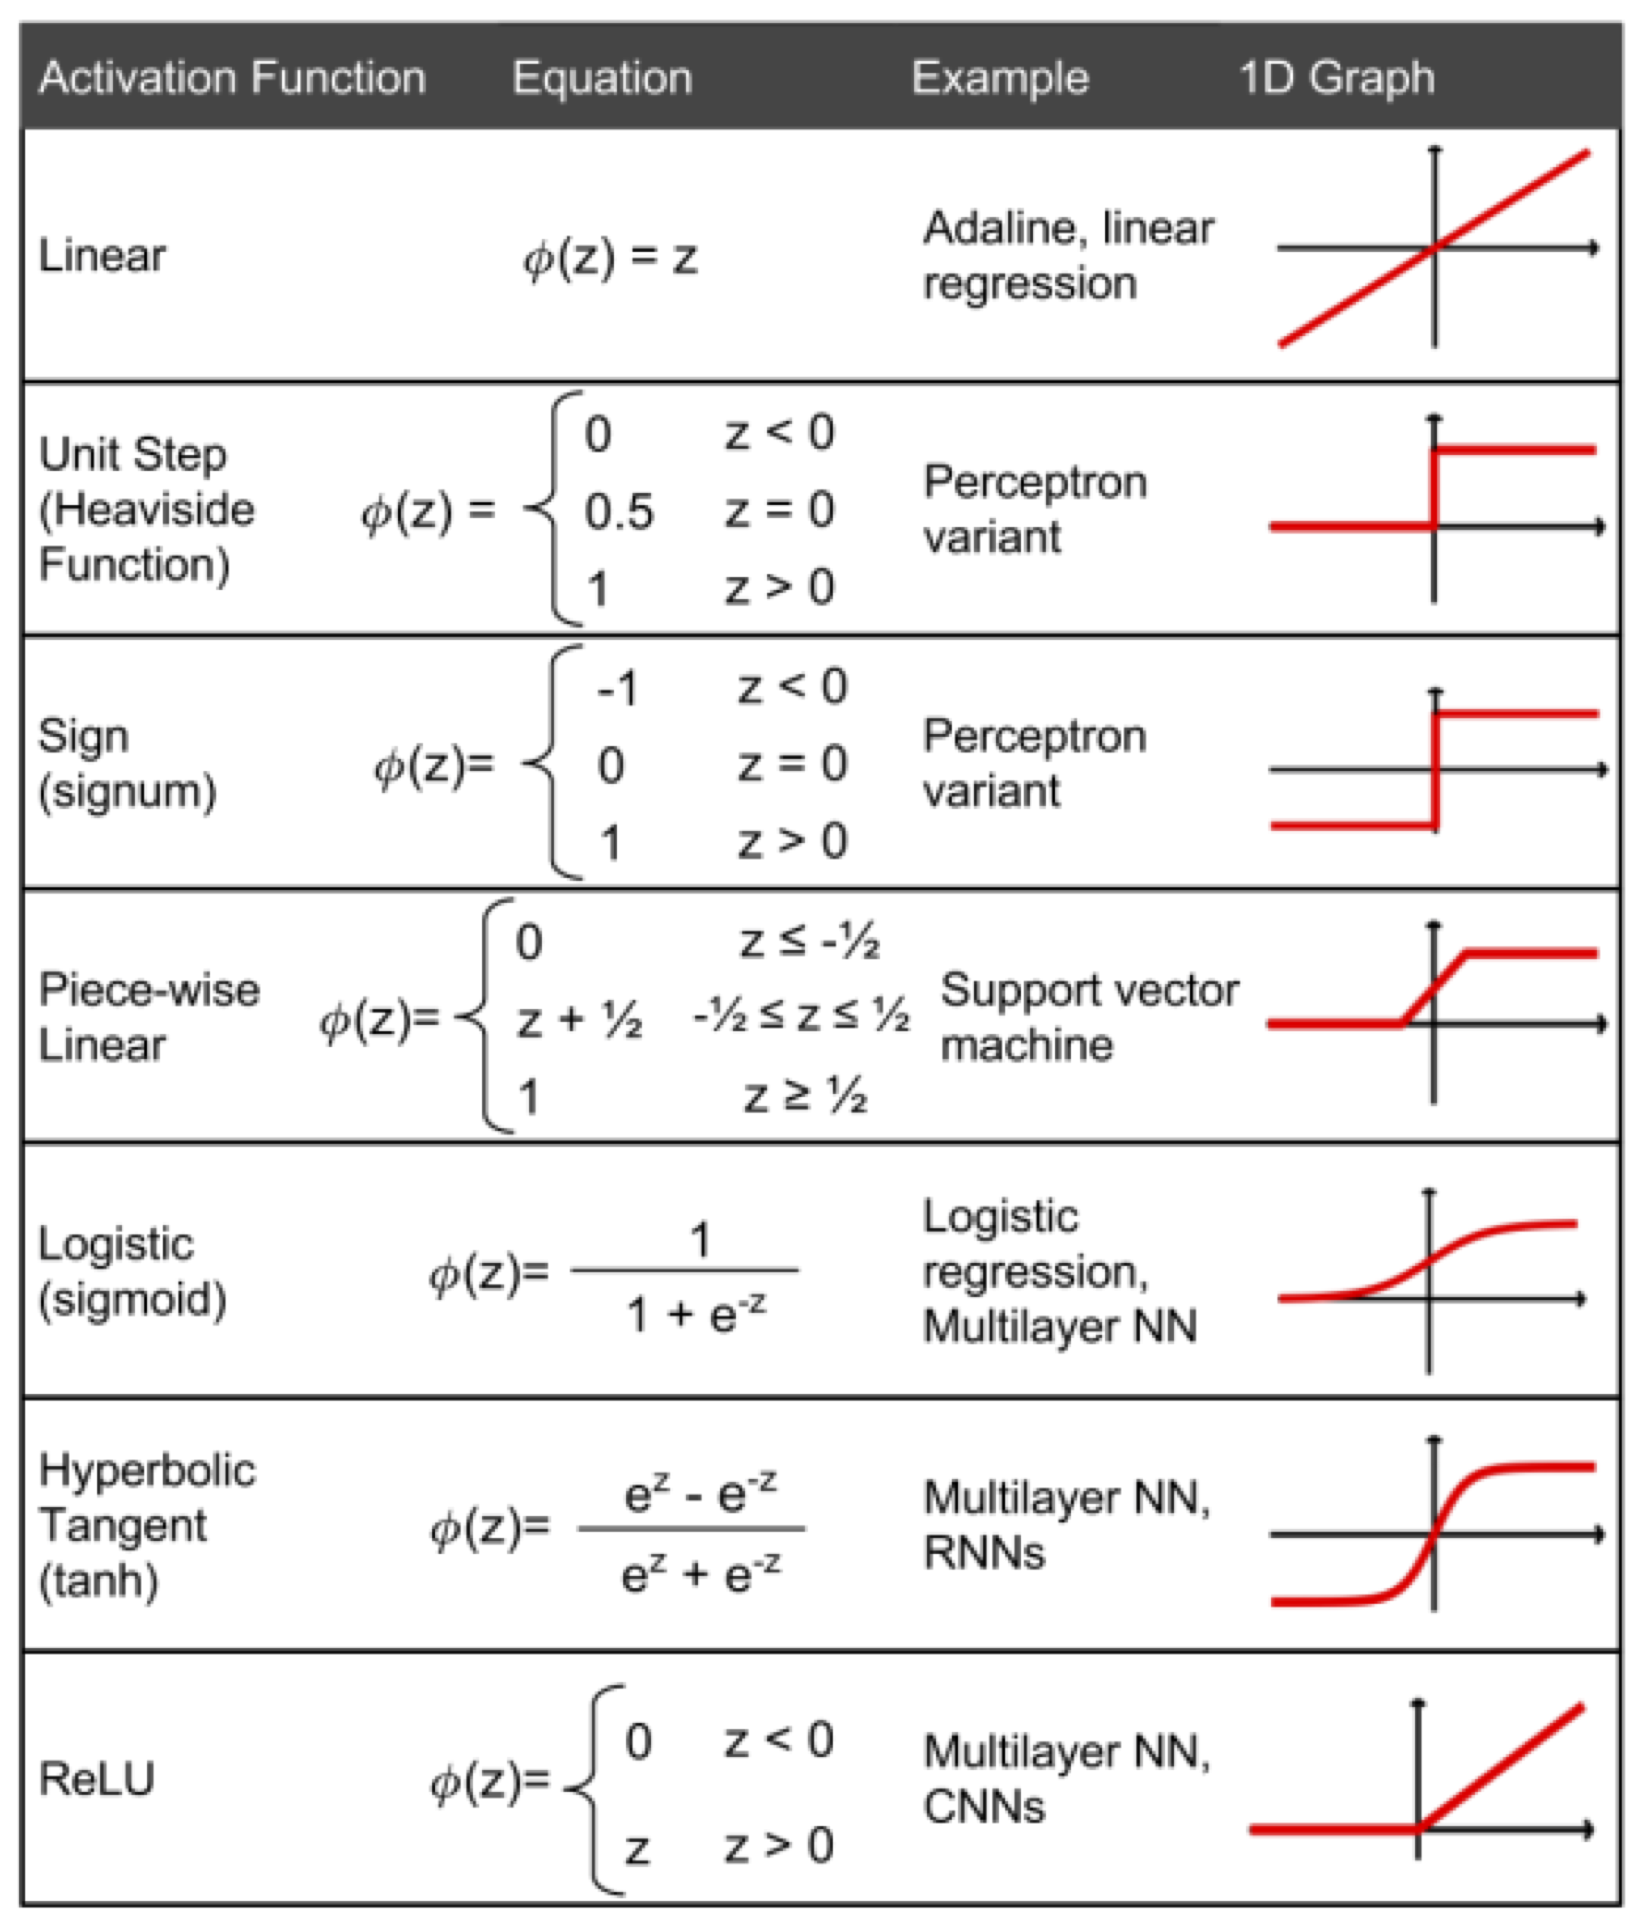 Activation Function Equation Example 1D Graph
Linear
ϕ(z) = z
Adaline, linear
regression
Unit Step
(Heaviside
Function)
ϕ(z) =
0 z < 0
0.5 z = 0
1 z > 0
Perceptron
variant
Sign
(signum)
ϕ(z)=
-1 z < 0
0 z = 0
1 z > 0
Perceptron
variant
Piece-wise
Linear
ϕ(z)=
0 z ≤ -½
z + ½ -½ ≤ z ≤ ½
1 z ≥ ½
Support vector
machine
Logistic
(sigmoid)
ϕ(z)=
1
1 + e⁻ᶻ
Logistic
regression,
Multilayer NN
Hyperbolic
Tangent
(tanh)
ϕ(z)=
eᶻ - e⁻ᶻ
eᶻ + e⁻ᶻ
Multilayer NN,
RNNs
ReLU
ϕ(z)=
0 z < 0
z z > 0
Multilayer NN,
CNNs